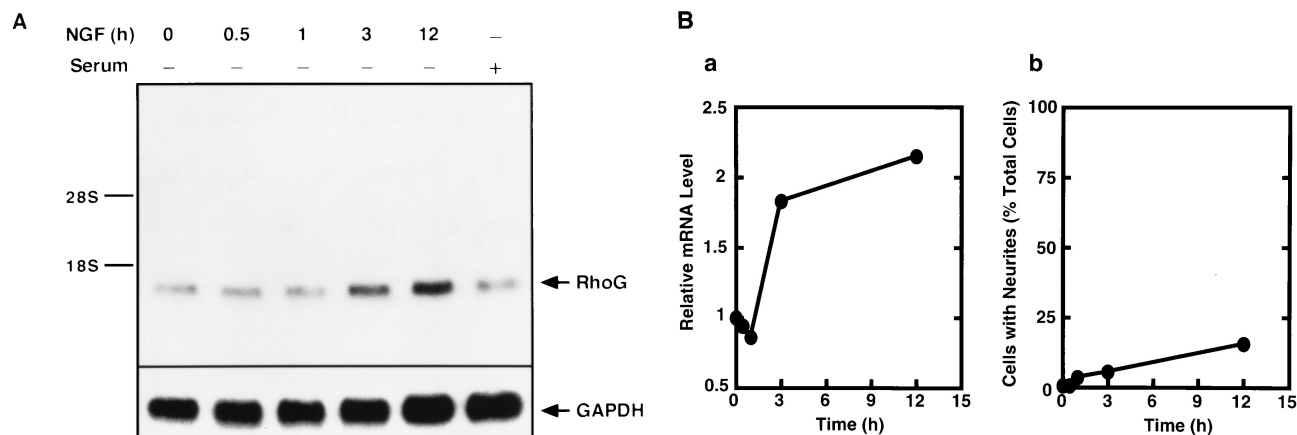 A
NGF (h) 0 0.5 1 3 12 –
Serum – – – – – +
28S
18S
RhoG
GAPDH
B
a
Relative mRNA Level
2.5
2
1.5
1
0.5
0 3 6 9 12 15
Time (h)
b
Cells with Neurites (% Total Cells)
100
75
50
25
0
0 3 6 9 12 15
Time (h)